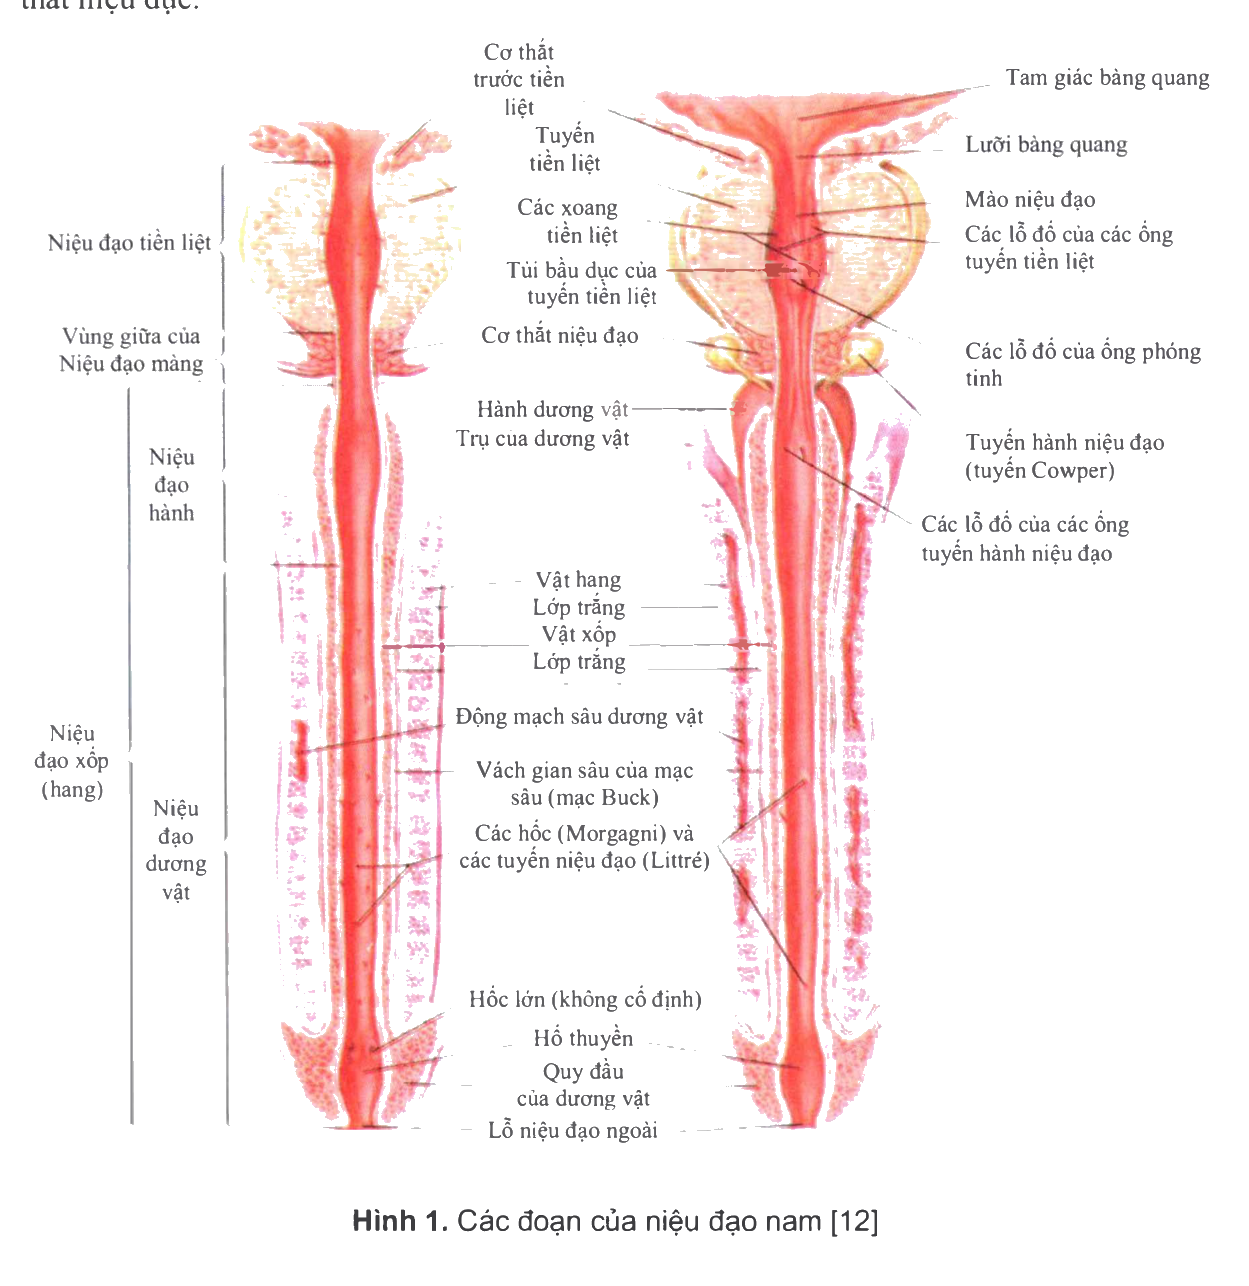 thất niệu dục.
Cơ thắt
trước tiền
liệt
Tuyến
tiền liệt
Các xoang
tiền liệt
Túi bầu dục của
tuyến tiền liệt
Cơ thắt niệu đạo
Hành dương vật
Trụ cua dương vật
Vật hang
Lớp trắng
Vật xốp
Lớp trắng
Động mạch sâu dương vật
Vách gian sâu của mạc
sâu (mạc Buck)
Các hốc (Morgagni) và
các tuyến niệu đạo (Littré)
Hốc lớn (không cố định)
Hố thuyền
Quy đầu
của dương vật
Lỗ niệu đạo ngoài
Tam giác bàng quang
Lưỡi bàng quang
Mào niệu đạo
Các lỗ đổ của các ống
tuyến tiền liệt
Các lỗ đổ của ống phóng
tinh
Tuyến hành niệu đạo
(tuyến Cowper)
Các lỗ đổ của các ống
tuyến hành niệu đạo
Niệu đạo tiền liệt
Vùng giữa của
Niệu đạo màng
Niệu
đạo
hành
Niệu
đạo xốp
(hang)
Niệu
đạo
dương
vật
Hình 1. Các đoạn của niệu đạo nam [12]